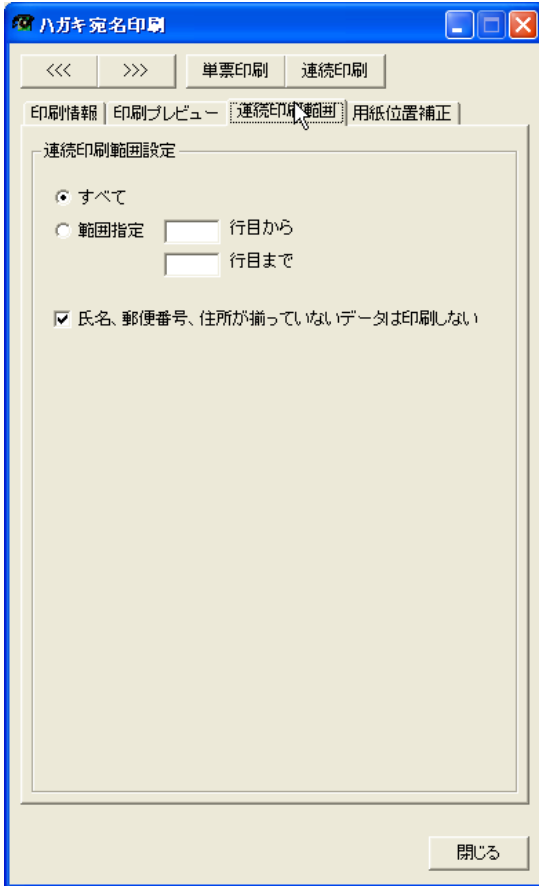 ハガキ宛名印刷
<<< >>> 単票印刷 連続印刷
印刷情報 印刷プレビュー 連続印刷範囲 用紙位置補正
連続印刷範囲設定
すべて
範囲指定 行目から
行目まで
氏名、郵便番号、住所が揃っていないデータは印刷しない
閉じる